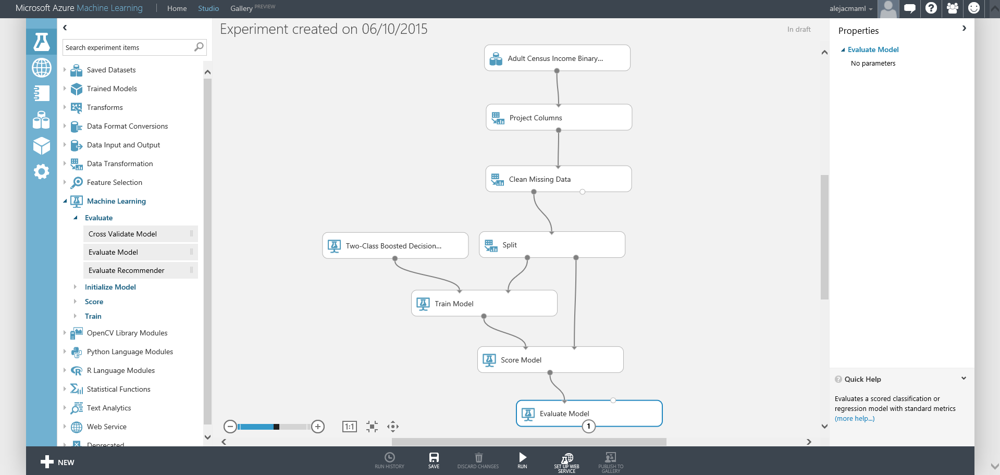 Microsoft Azure Machine Learning | Home Studio Gallery PREVIEW alejacmaml
Search experiment items
Saved Datasets
Trained Models
Transforms
Data Format Conversions
Data Input and Output
Data Transformation
Feature Selection
Machine Learning
Evaluate
Cross Validate Model
Evaluate Model
Evaluate Recommender
Initialize Model
Score
Train
OpenCV Library Modules
Python Language Modules
R Language Modules
Statistical Functions
Text Analytics
Web Service
Deprecated
Experiment created on 06/10/2015
In draft
Adult Census Income Binary...
Project Columns
Clean Missing Data
Two-Class Boosted Decision...
Split
Train Model
Score Model
Evaluate Model
1
1:1
Properties
Evaluate Model
No parameters
Quick Help
Evaluates a scored classification or
regression model with standard metrics
(more help...)
NEW
RUN HISTORY
SAVE
DISCARD CHANGES
RUN
SET UP WEB
SERVICE
PUBLISH TO
GALLERY